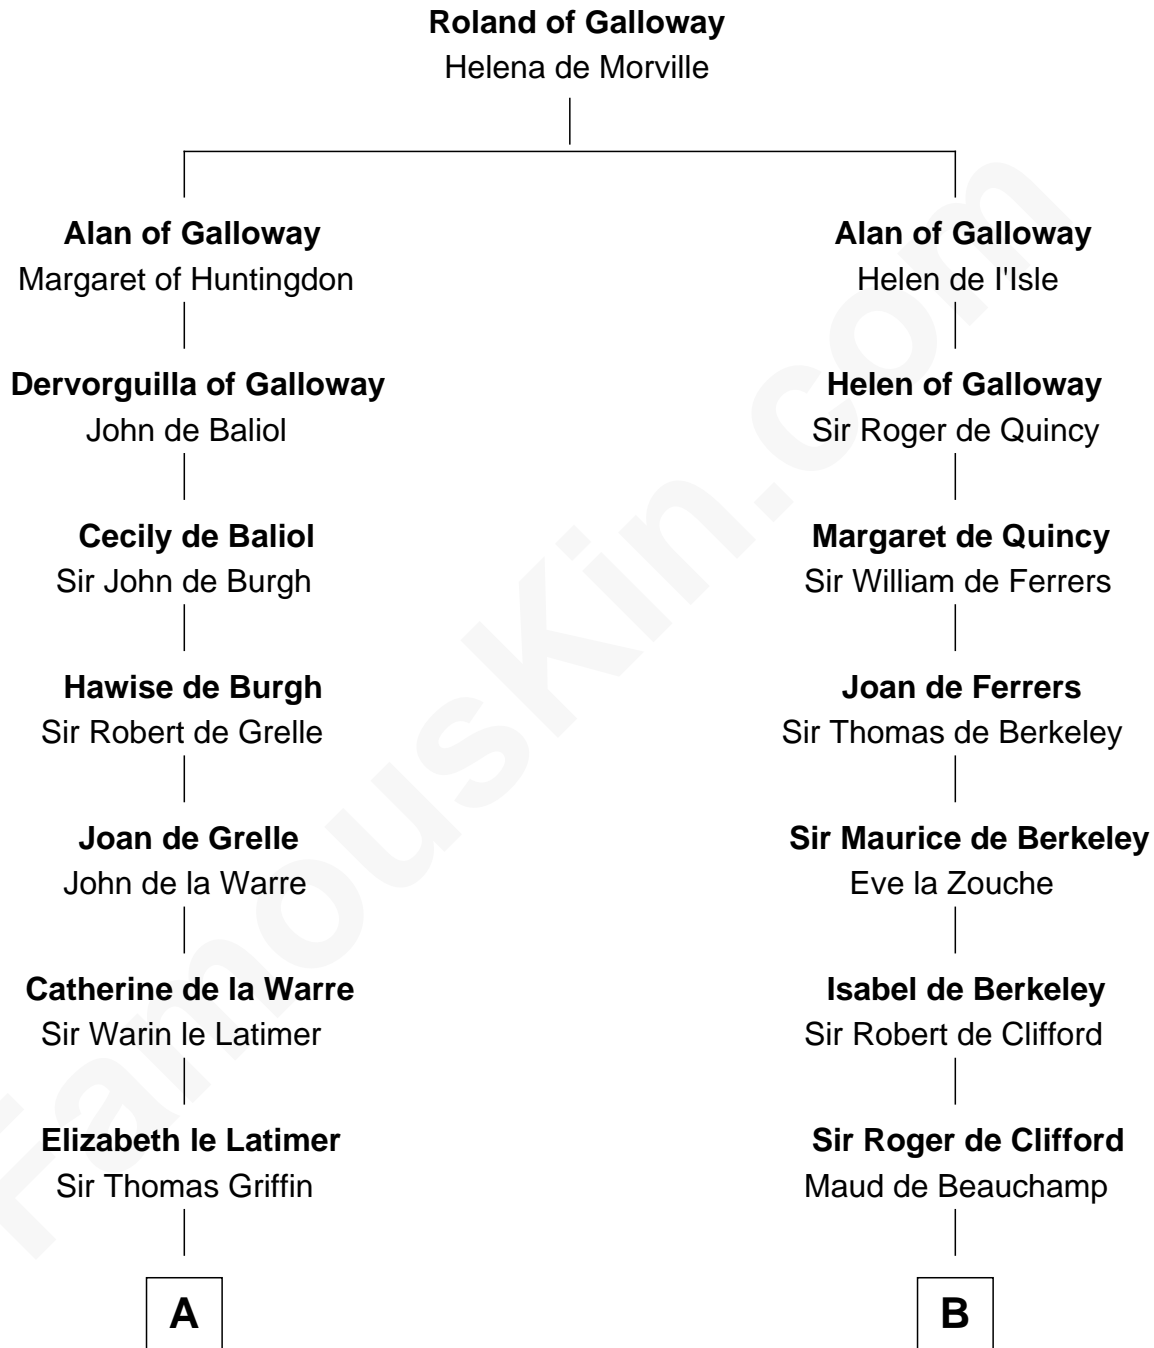 Roland of Galloway
Helena de Morville
Alan of Galloway
Margaret of Huntingdon
Dervorguilla of Galloway
John de Baliol
Cecily de Baliol
Sir John de Burgh
Hawise de Burgh
Sir Robert de Grelle
Joan de Grelle
John de la Warre
Catherine de la Warre
Sir Warin le Latimer
Elizabeth le Latimer
Sir Thomas Griffin
A
Alan of Galloway
Helen de I'Isle
Helen of Galloway
Sir Roger de Quincy
Margaret de Quincy
Sir William de Ferrers
Joan de Ferrers
Sir Thomas de Berkeley
Sir Maurice de Berkeley
Eve la Zouche
Isabel de Berkeley
Sir Robert de Clifford
Sir Roger de Clifford
Maud de Beauchamp
B
FamousKin.com